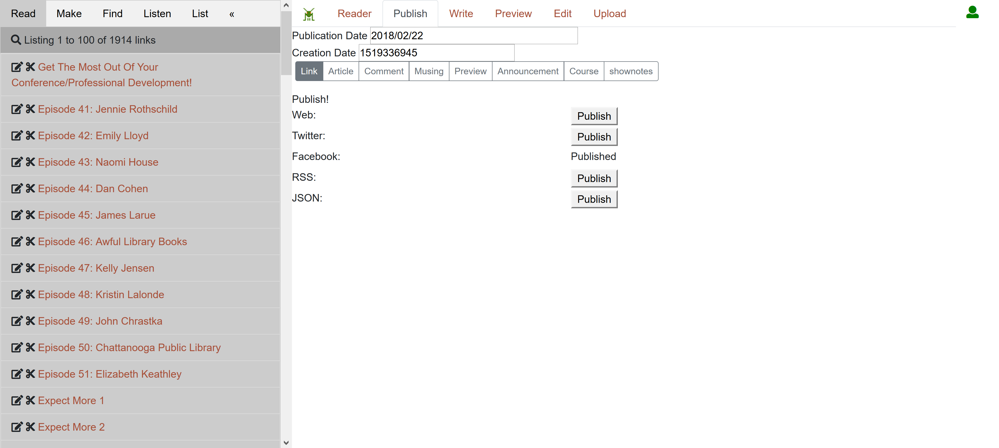 Read Make Find Listen List «
Listing 1 to 100 of 1914 links
Get The Most Out Of Your
Conference/Professional Development!
Episode 41: Jennie Rothschild
Episode 42: Emily Lloyd
Episode 43: Naomi House
Episode 44: Dan Cohen
Episode 45: James Larue
Episode 46: Awful Library Books
Episode 47: Kelly Jensen
Episode 48: Kristin Lalonde
Episode 49: John Chrastka
Episode 50: Chattanooga Public Library
Episode 51: Elizabeth Keathley
Expect More 1
Expect More 2
Reader Publish Write Preview Edit Upload
Publication Date 2018/02/22
Creation Date 1519336945
Link Article Comment Musing Preview Announcement Course shownotes
Publish!
Web: Publish
Twitter: Publish
Facebook: Published
RSS: Publish
JSON: Publish